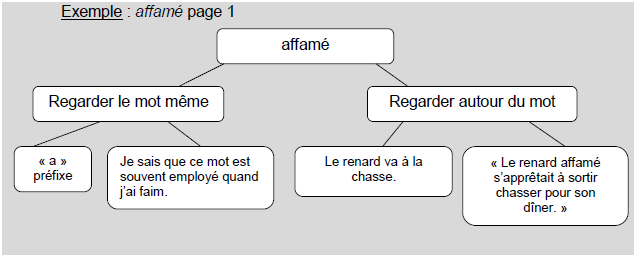 Exemple : affamé page 1
affamé
Regarder le mot même
Regarder autour du mot
« a »
préfixe
Je sais que ce mot est
souvent employé quand
j'ai faim.
Le renard va à la
chasse.
« Le renard affamé
s'apprêtait à sortir
chasser pour son
dîner. »